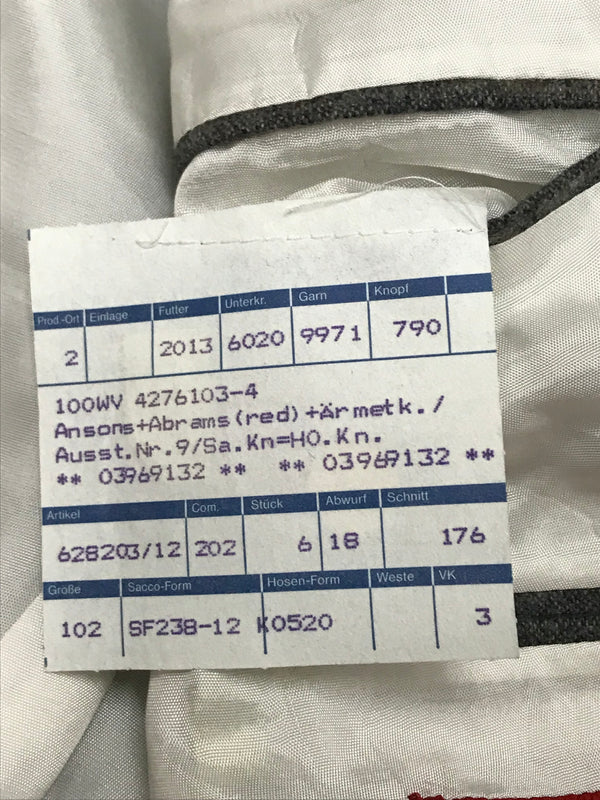 Prod.-Ort Einlage Futter Unterkr. Garn Knopf
2 2013 6020 9971 790
100WV 4276103-4
Ansons+Abrams(red)+Ärmetk./
Ausst.Nr.9/Sa.Kn=HO.Kn.
** 03969132 ** ** 03969132 **
Artikel Com. Stück Abwurf Schnitt
628203/12 202 6 18 176
Größe Sacco-Form Hosen-Form Weste VK
102 SF238-12 K0520 3